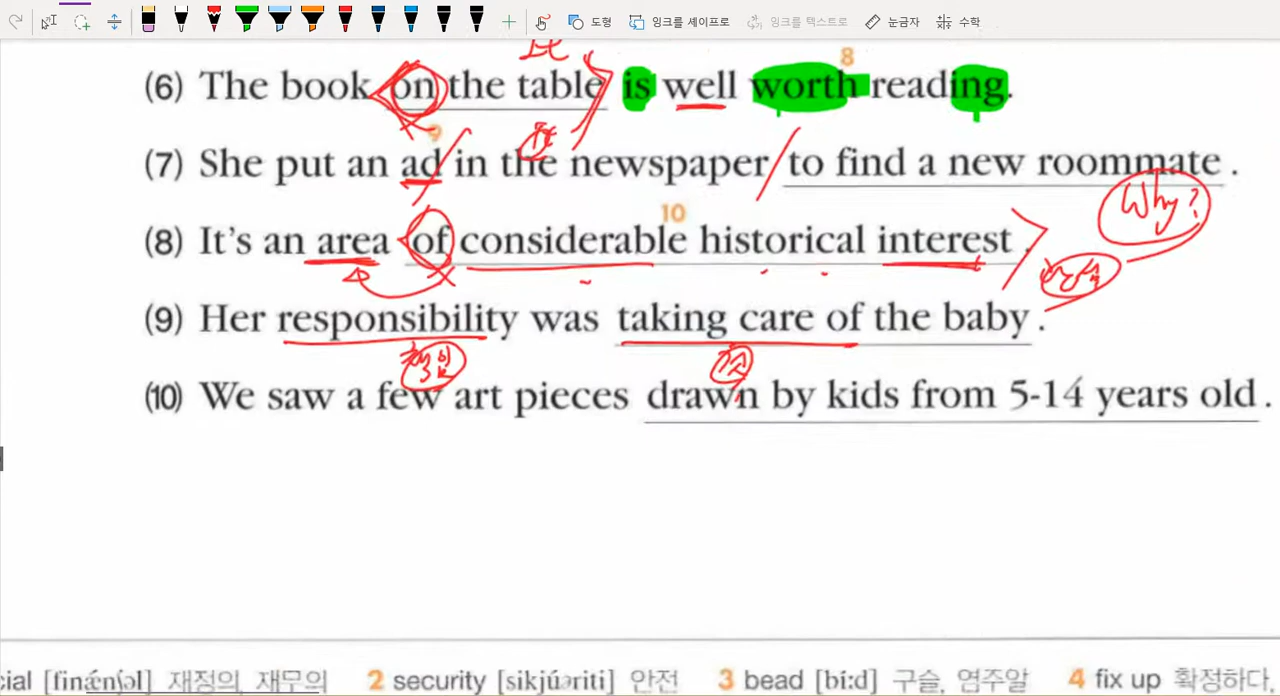 도형 잉크를 셰이프로 잉크를 텍스트로 눈금자 수학
8
(6) The book on the table is well worth reading.
9
(7) She put an ad in the newspaper to find a new roommate.
Why?
10
(8) It's an area of considerable historical interest.
(9) Her responsibility was taking care of the baby.
(10) We saw a few art pieces drawn by kids from 5-14 years old.
cial [finǽnʃəl] 재정의, 재무의 2 security [sikjúəriti] 안전 3 bead [biːd] 구슬, 염주알 4 fix up 확정하다,